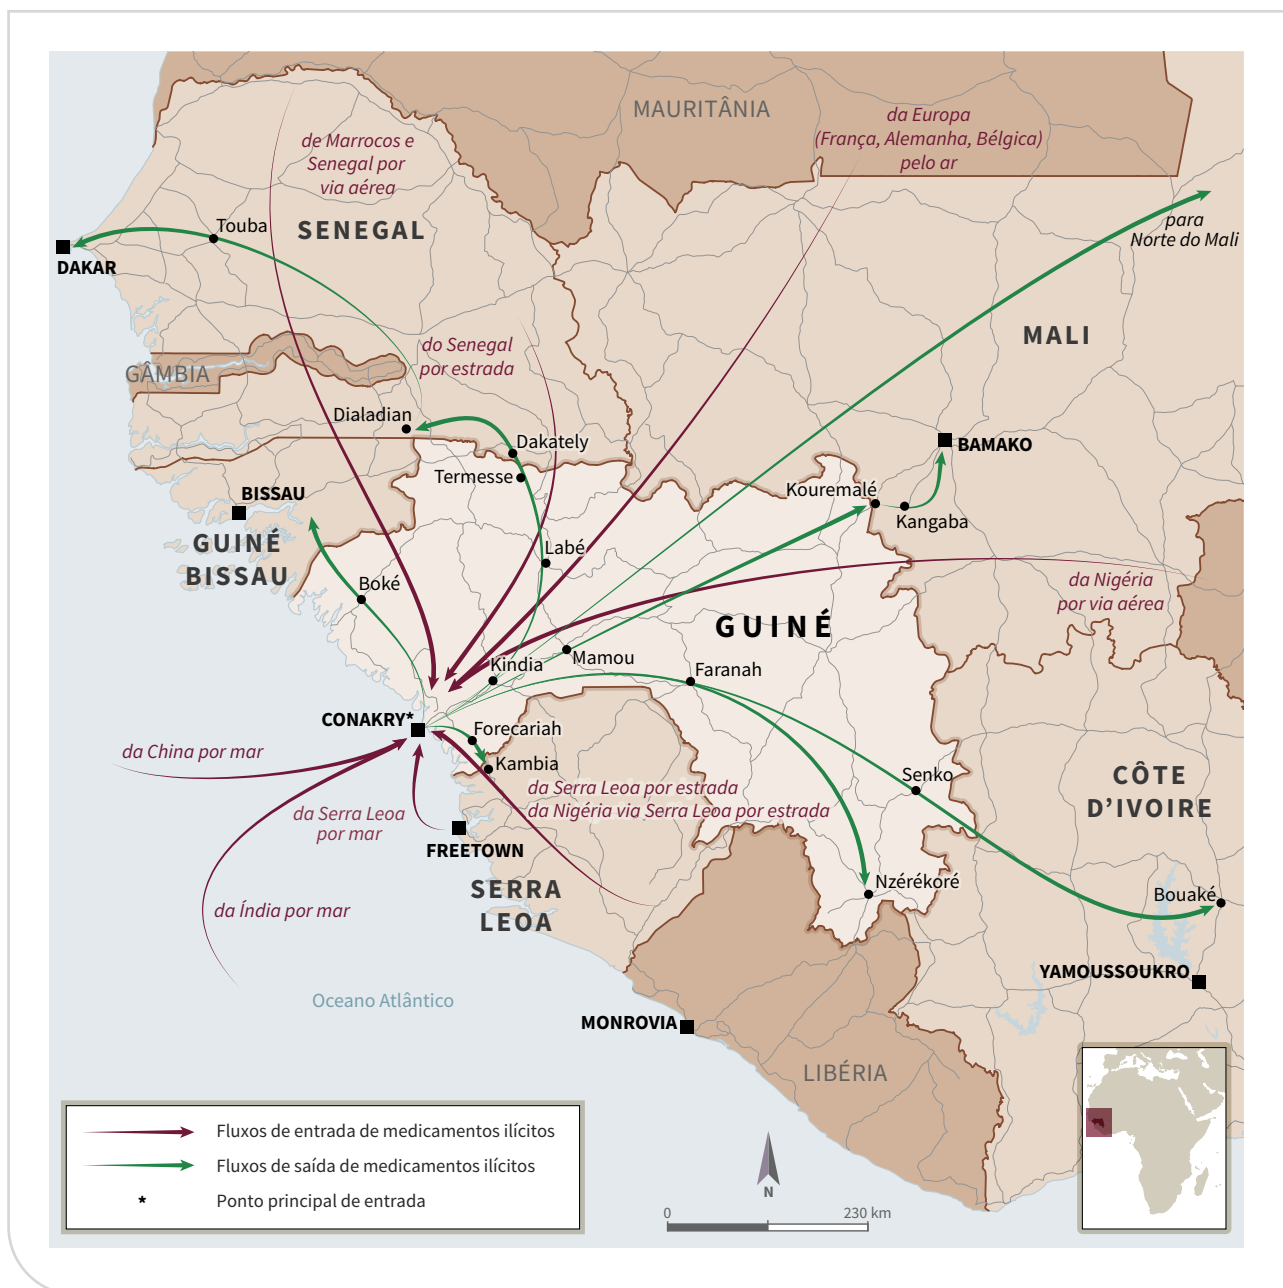 MAURITÂNIA
da Europa
(França, Alemanha, Bélgica)
pelo ar
de Marrocos e
Senegal por
via aérea
SENEGAL
Touba
DAKAR
para
Norte do Mali
MALI
do Senegal
por estrada
GÂMBIA
Dialadian
Dakately
Termesse
BAMAKO
Kouremalé
Kangaba
BISSAU
GUINÉ
BISSAU
Labé
Boké
da Nigéria
por via aérea
GUINÉ
Kindia
Mamou
Faranah
CONAKRY*
Forecariah
Kambia
da China por mar
da Serra Leoa por estrada
da Nigéria via Serra Leoa por estrada
Senko
CÔTE
D’IVOIRE
da Serra Leoa
por mar
FREETOWN
SERRA
LEOA
Nzérékoré
Bouaké
da Índia por mar
YAMOUSSOUKRO
Oceano Atlântico
MONROVIA
LIBÉRIA
Fluxos de entrada de medicamentos ilícitos
Fluxos de saída de medicamentos ilícitos
* Ponto principal de entrada
N
0 230 km